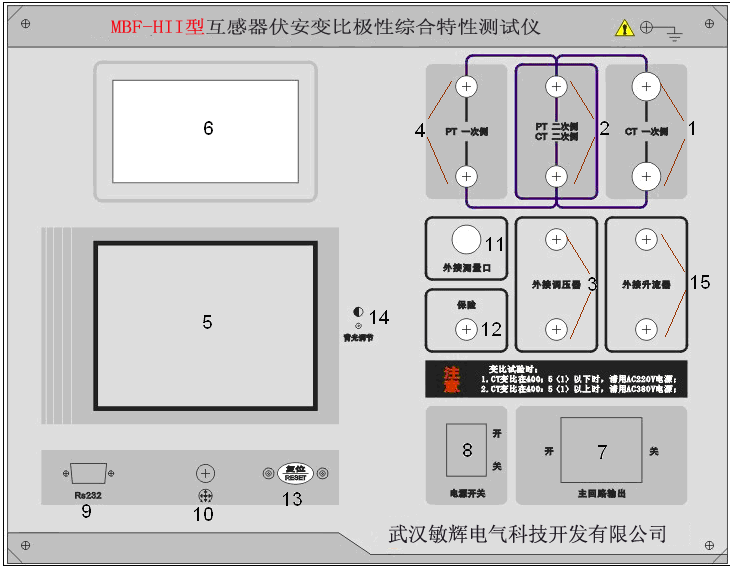 MBF-HII型互感器伏安变比极性综合特性测试仪
6
4
PT 一次侧
PT 二次侧
CT 二次侧
2
CT 一次侧
1
11
外接测量口
外接调压器
3
外接升流器
15
5
14
背光调节
保险
12
注意
变比试验时：
1.CT变比在400：5（1）以下时，请用AC220V电源；
2.CT变比在400：5（1）以上时，请用AC380V电源；
8
开
关
电源开关
开
7
关
主回路输出
Rs232
9
10
复位
RESET
13
武汉敏辉电气科技开发有限公司